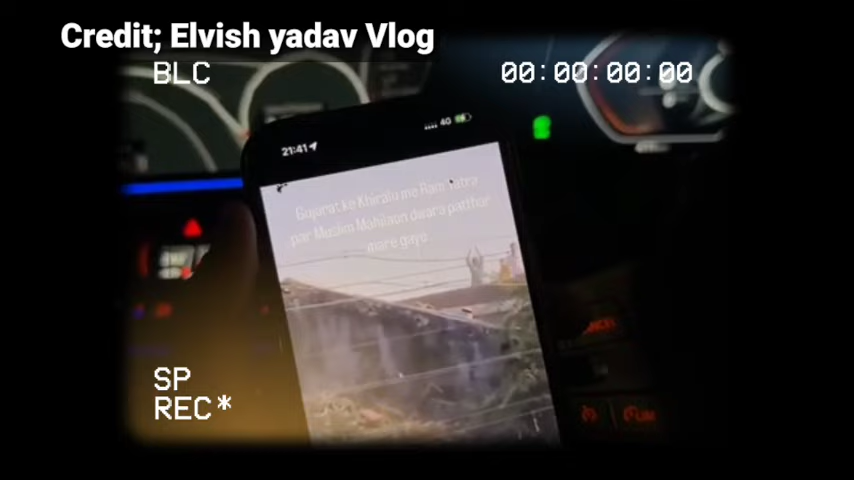 Credit; Elvish yadav Vlog
BLC
00:00:00:00
21:41
4G
Gujarat ke Khiralu me Ram Yatra
par Muslim Mahilaon dwara patthar
mare gaye
SP
REC*